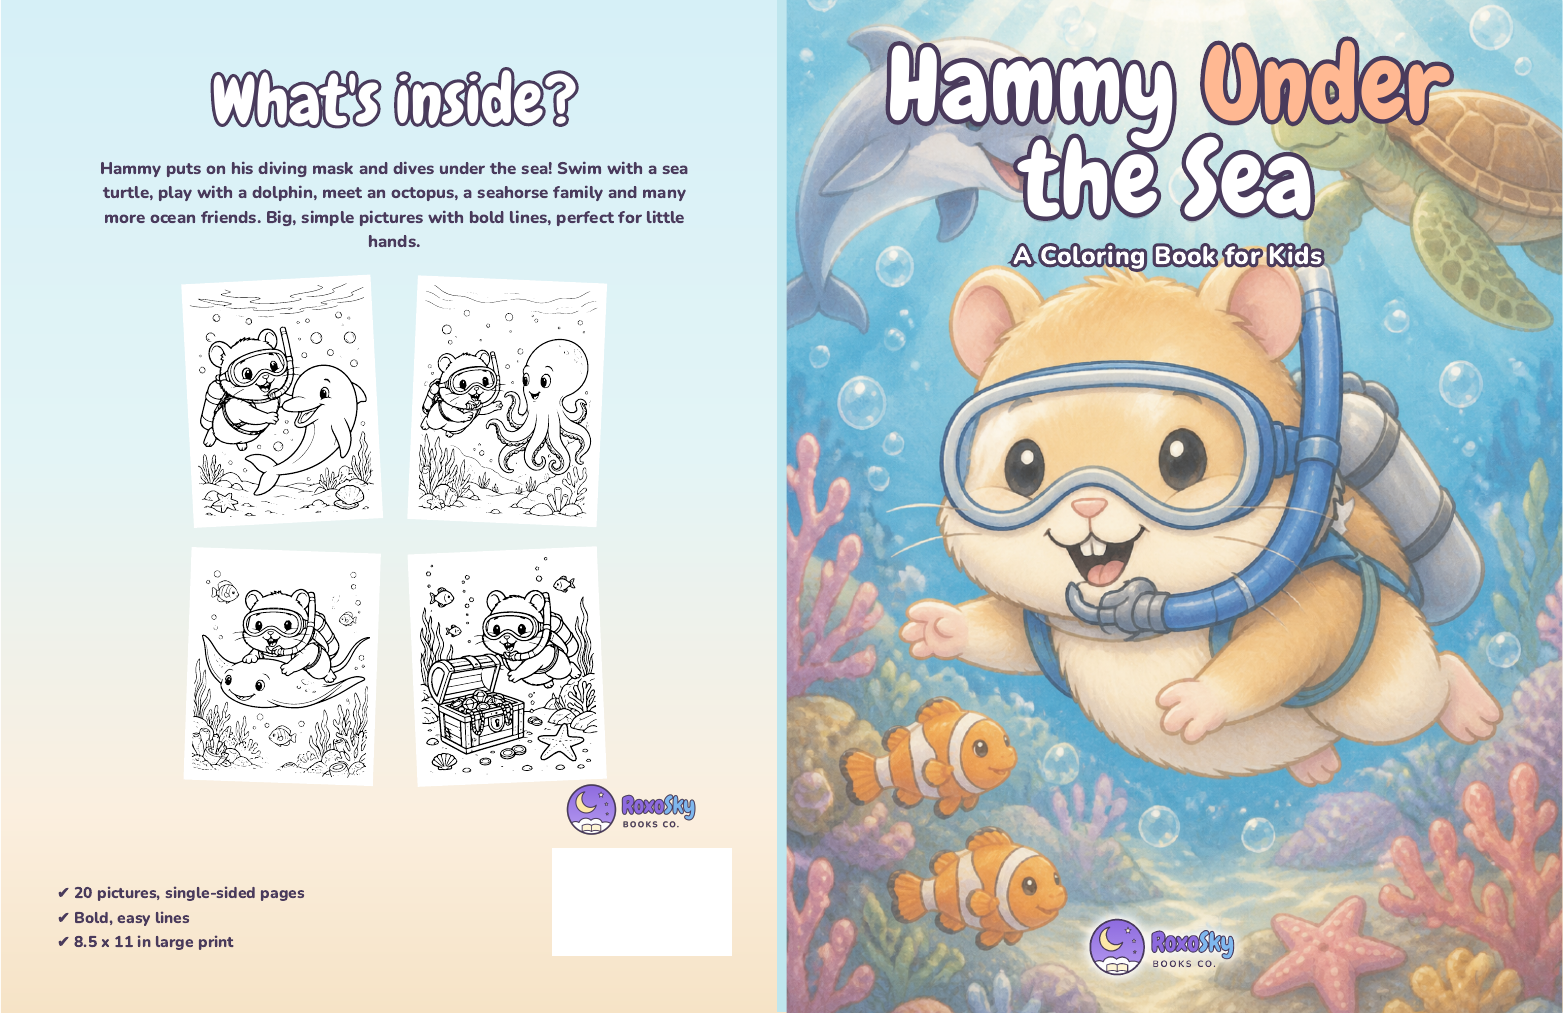 What's inside?
Hammy puts on his diving mask and dives under the sea! Swim with a sea
turtle, play with a dolphin, meet an octopus, a seahorse family and many
more ocean friends. Big, simple pictures with bold lines, perfect for little
hands.
RoxoSky
BOOKS CO.
✔ 20 pictures, single-sided pages
✔ Bold, easy lines
✔ 8.5 x 11 in large print
Hammy Under
the Sea
A Coloring Book for Kids
RoxoSky
BOOKS CO.